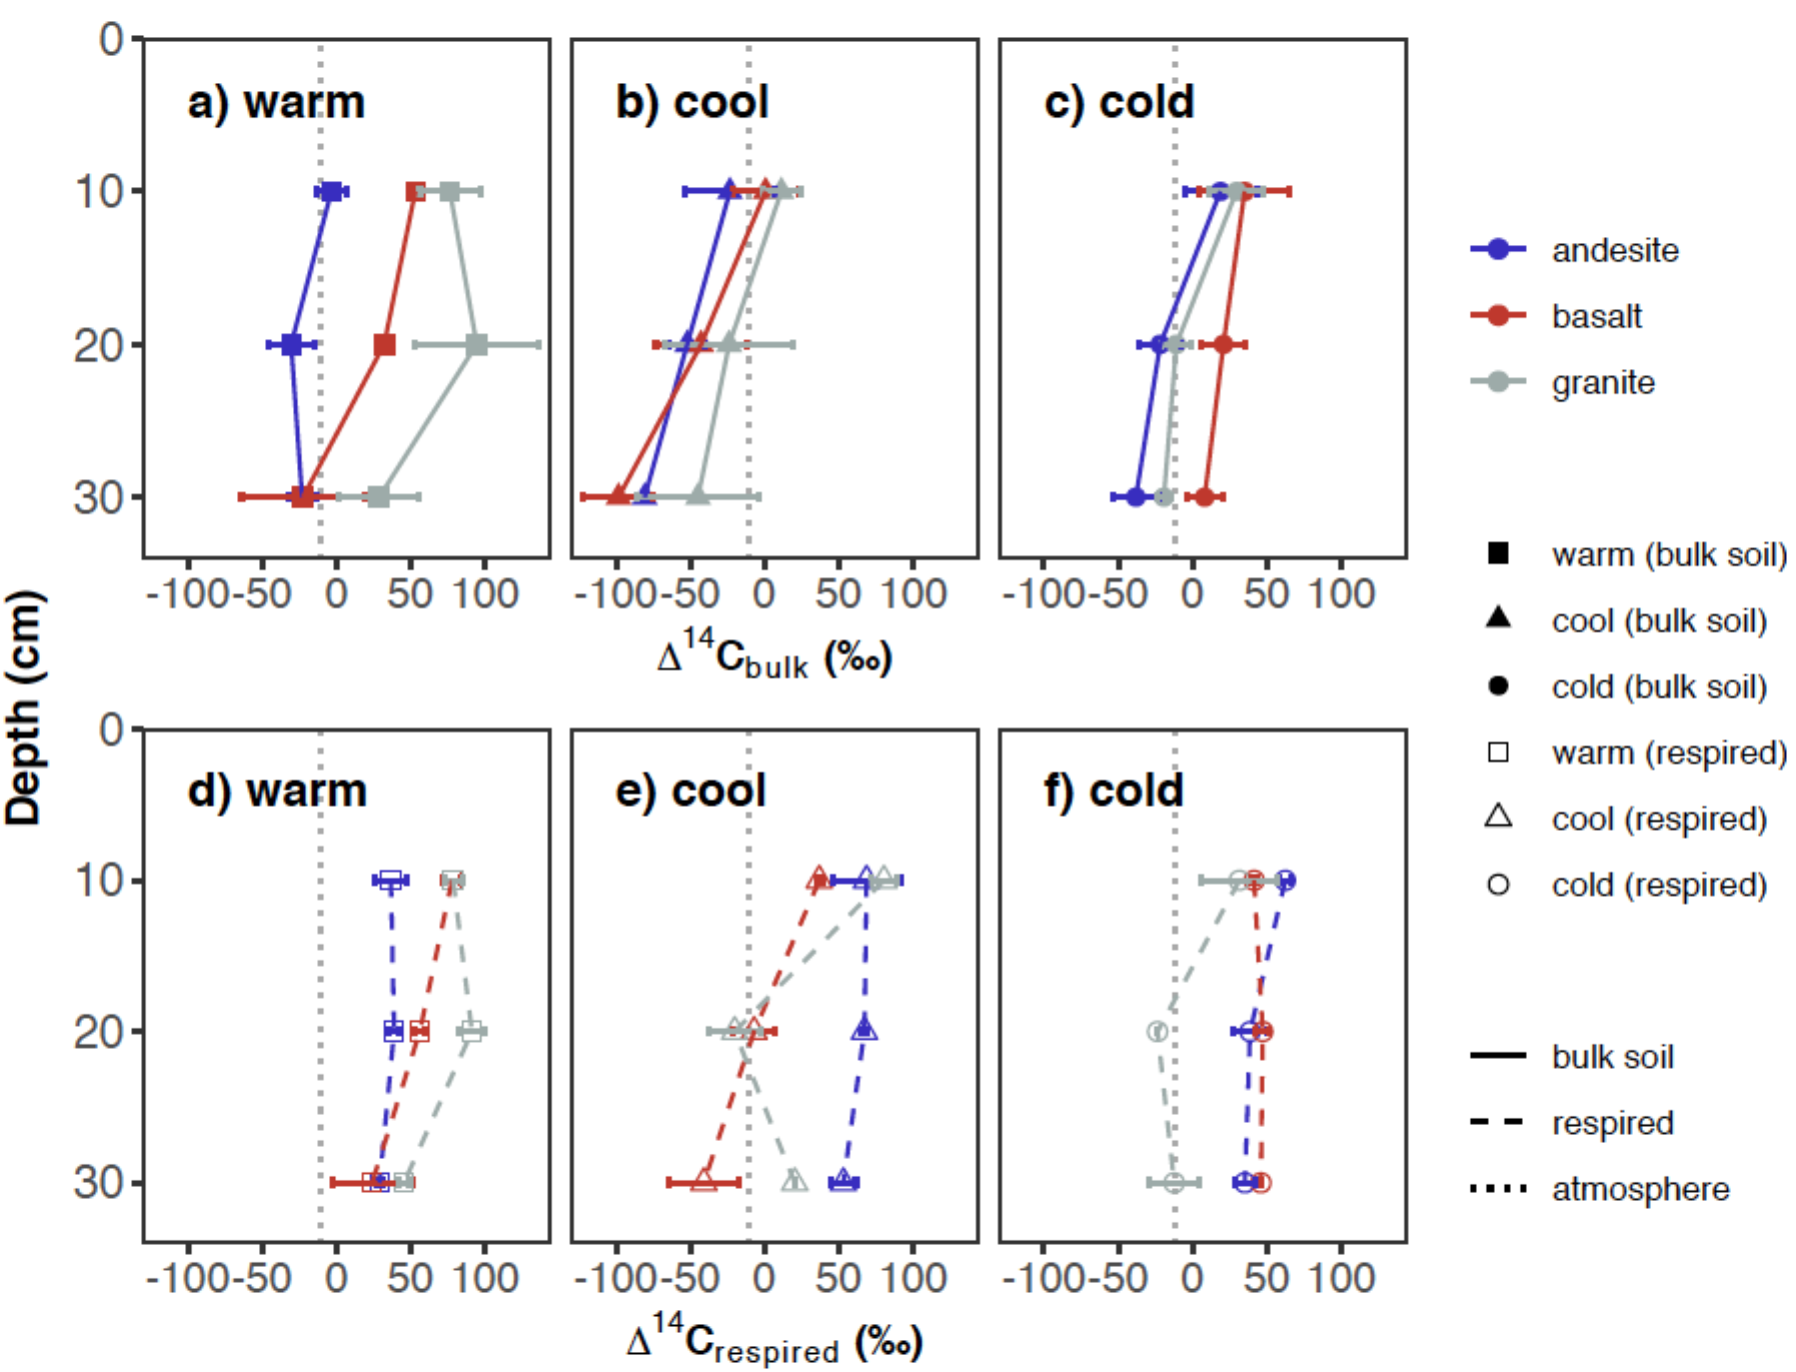 a) warm
b) cool
c) cold
0
10
20
30
-100 -50 0 50 100
-100 -50 0 50 100
-100 -50 0 50 100
Δ14Cbulk (‰)
Depth (cm)
d) warm
e) cool
f) cold
0
10
20
30
-100 -50 0 50 100
-100 -50 0 50 100
-100 -50 0 50 100
Δ14Crespired (‰)
andesite
basalt
granite
warm (bulk soil)
cool (bulk soil)
cold (bulk soil)
warm (respired)
cool (respired)
cold (respired)
bulk soil
respired
atmosphere